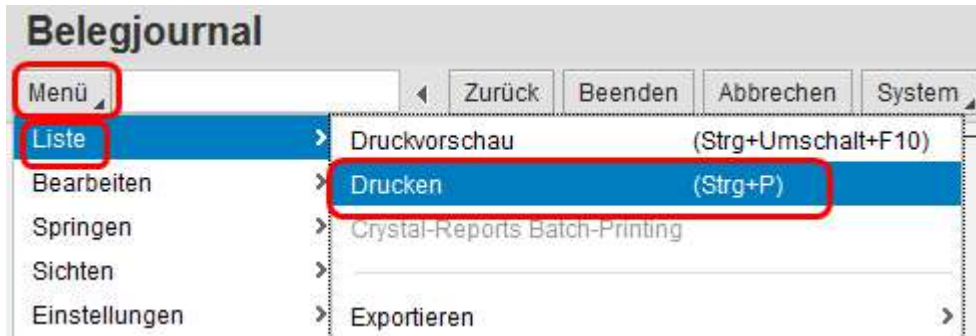 Belegjournal
Menü Zurück Beenden Abbrechen System
Liste Druckvorschau (Strg+Umschalt+F10)
Bearbeiten Drucken (Strg+P)
Springen Crystal-Reports Batch-Printing
Sichten
Einstellungen Exportieren